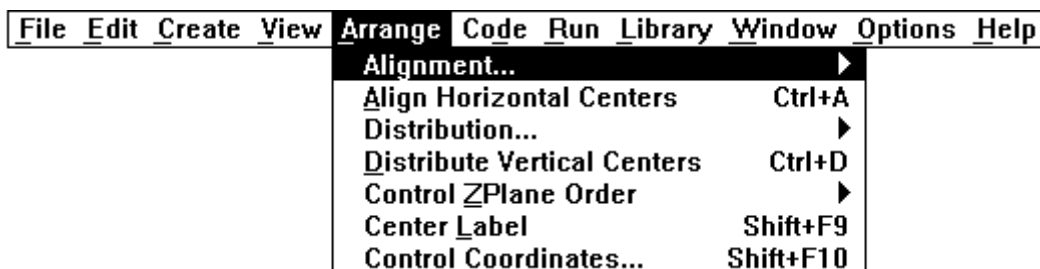 File Edit Create View Arrange Code Run Library Window Options Help
Alignment...
Align Horizontal Centers Ctrl+A
Distribution...
Distribute Vertical Centers Ctrl+D
Control ZPlane Order
Center Label Shift+F9
Control Coordinates... Shift+F10